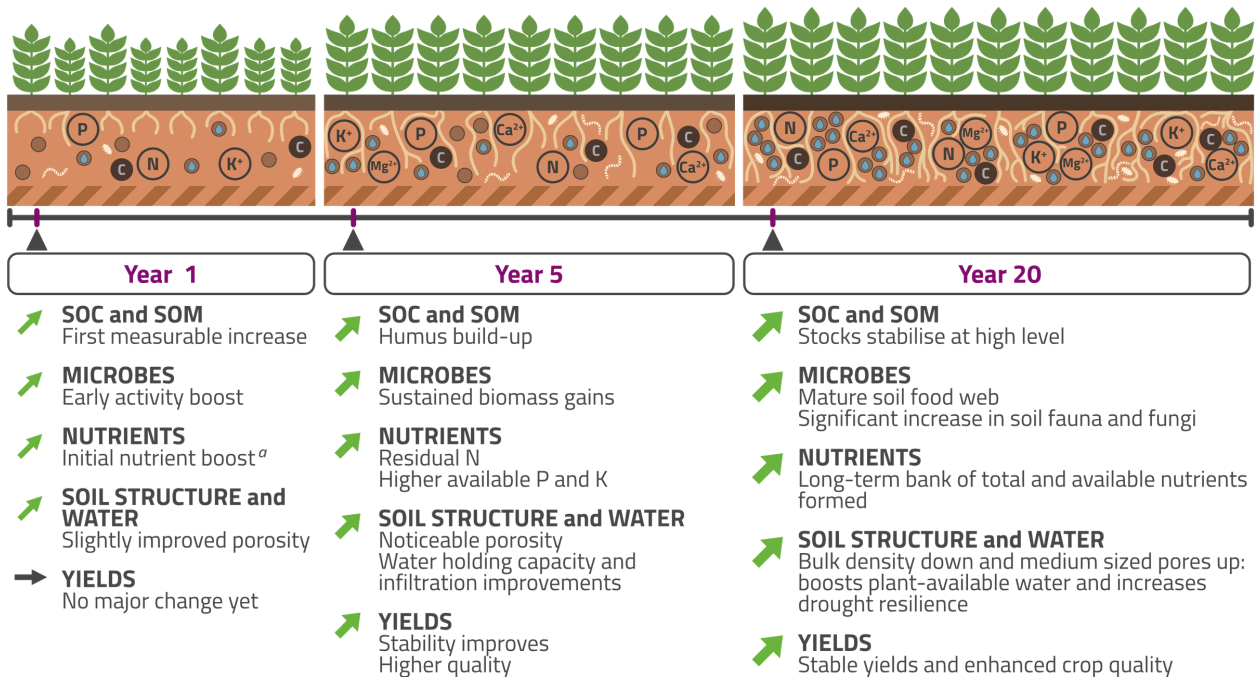 P
N
K⁺
C
C
K⁺
Mg²⁺
P
C
Ca²⁺
N
P
C
Ca²⁺
N
C
P
Ca²⁺
C
N
Mg²⁺
C
K⁺
P
Mg²⁺
C
K⁺
C
C
Ca²⁺
Year 1
SOC and SOM
First measurable increase
MICROBES
Early activity boost
NUTRIENTS
Initial nutrient boostᵃ
SOIL STRUCTURE and
WATER
Slightly improved porosity
YIELDS
No major change yet
Year 5
SOC and SOM
Humus build-up
MICROBES
Sustained biomass gains
NUTRIENTS
Residual N
Higher available P and K
SOIL STRUCTURE and WATER
Noticeable porosity
Water holding capacity and
infiltration improvements
YIELDS
Stability improves
Higher quality
Year 20
SOC and SOM
Stocks stabilise at high level
MICROBES
Mature soil food web
Significant increase in soil fauna and fungi
NUTRIENTS
Long-term bank of total and available nutrients
formed
SOIL STRUCTURE and WATER
Bulk density down and medium sized pores up:
boosts plant-available water and increases
drought resilience
YIELDS
Stable yields and enhanced crop quality